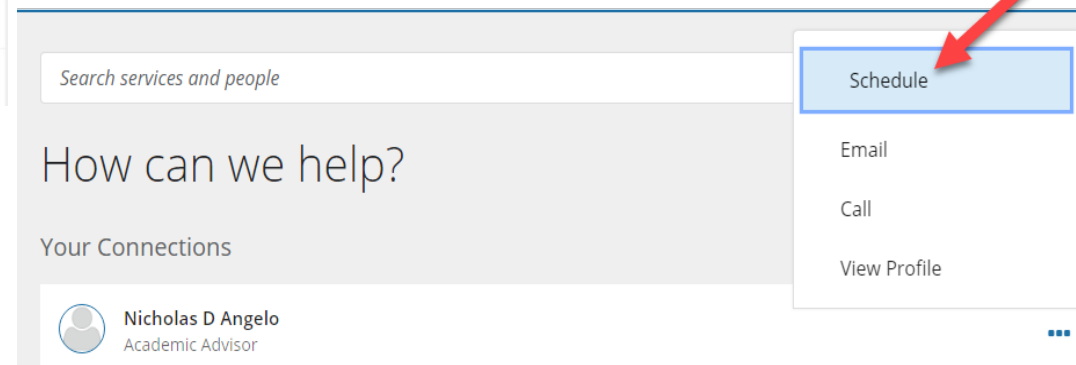 Search services and people
Schedule
How can we help?
Email
Call
Your Connections
View Profile
Nicholas D Angelo
Academic Advisor